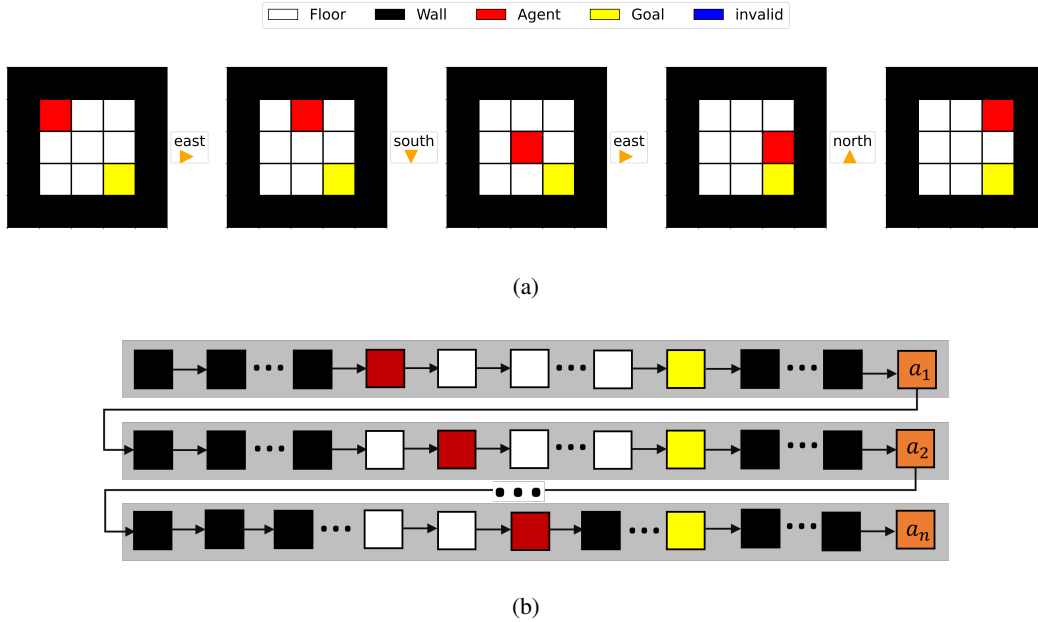 Floor Wall Agent Goal invalid
east south east north
(a)
a₁
a₂
aₙ
(b)